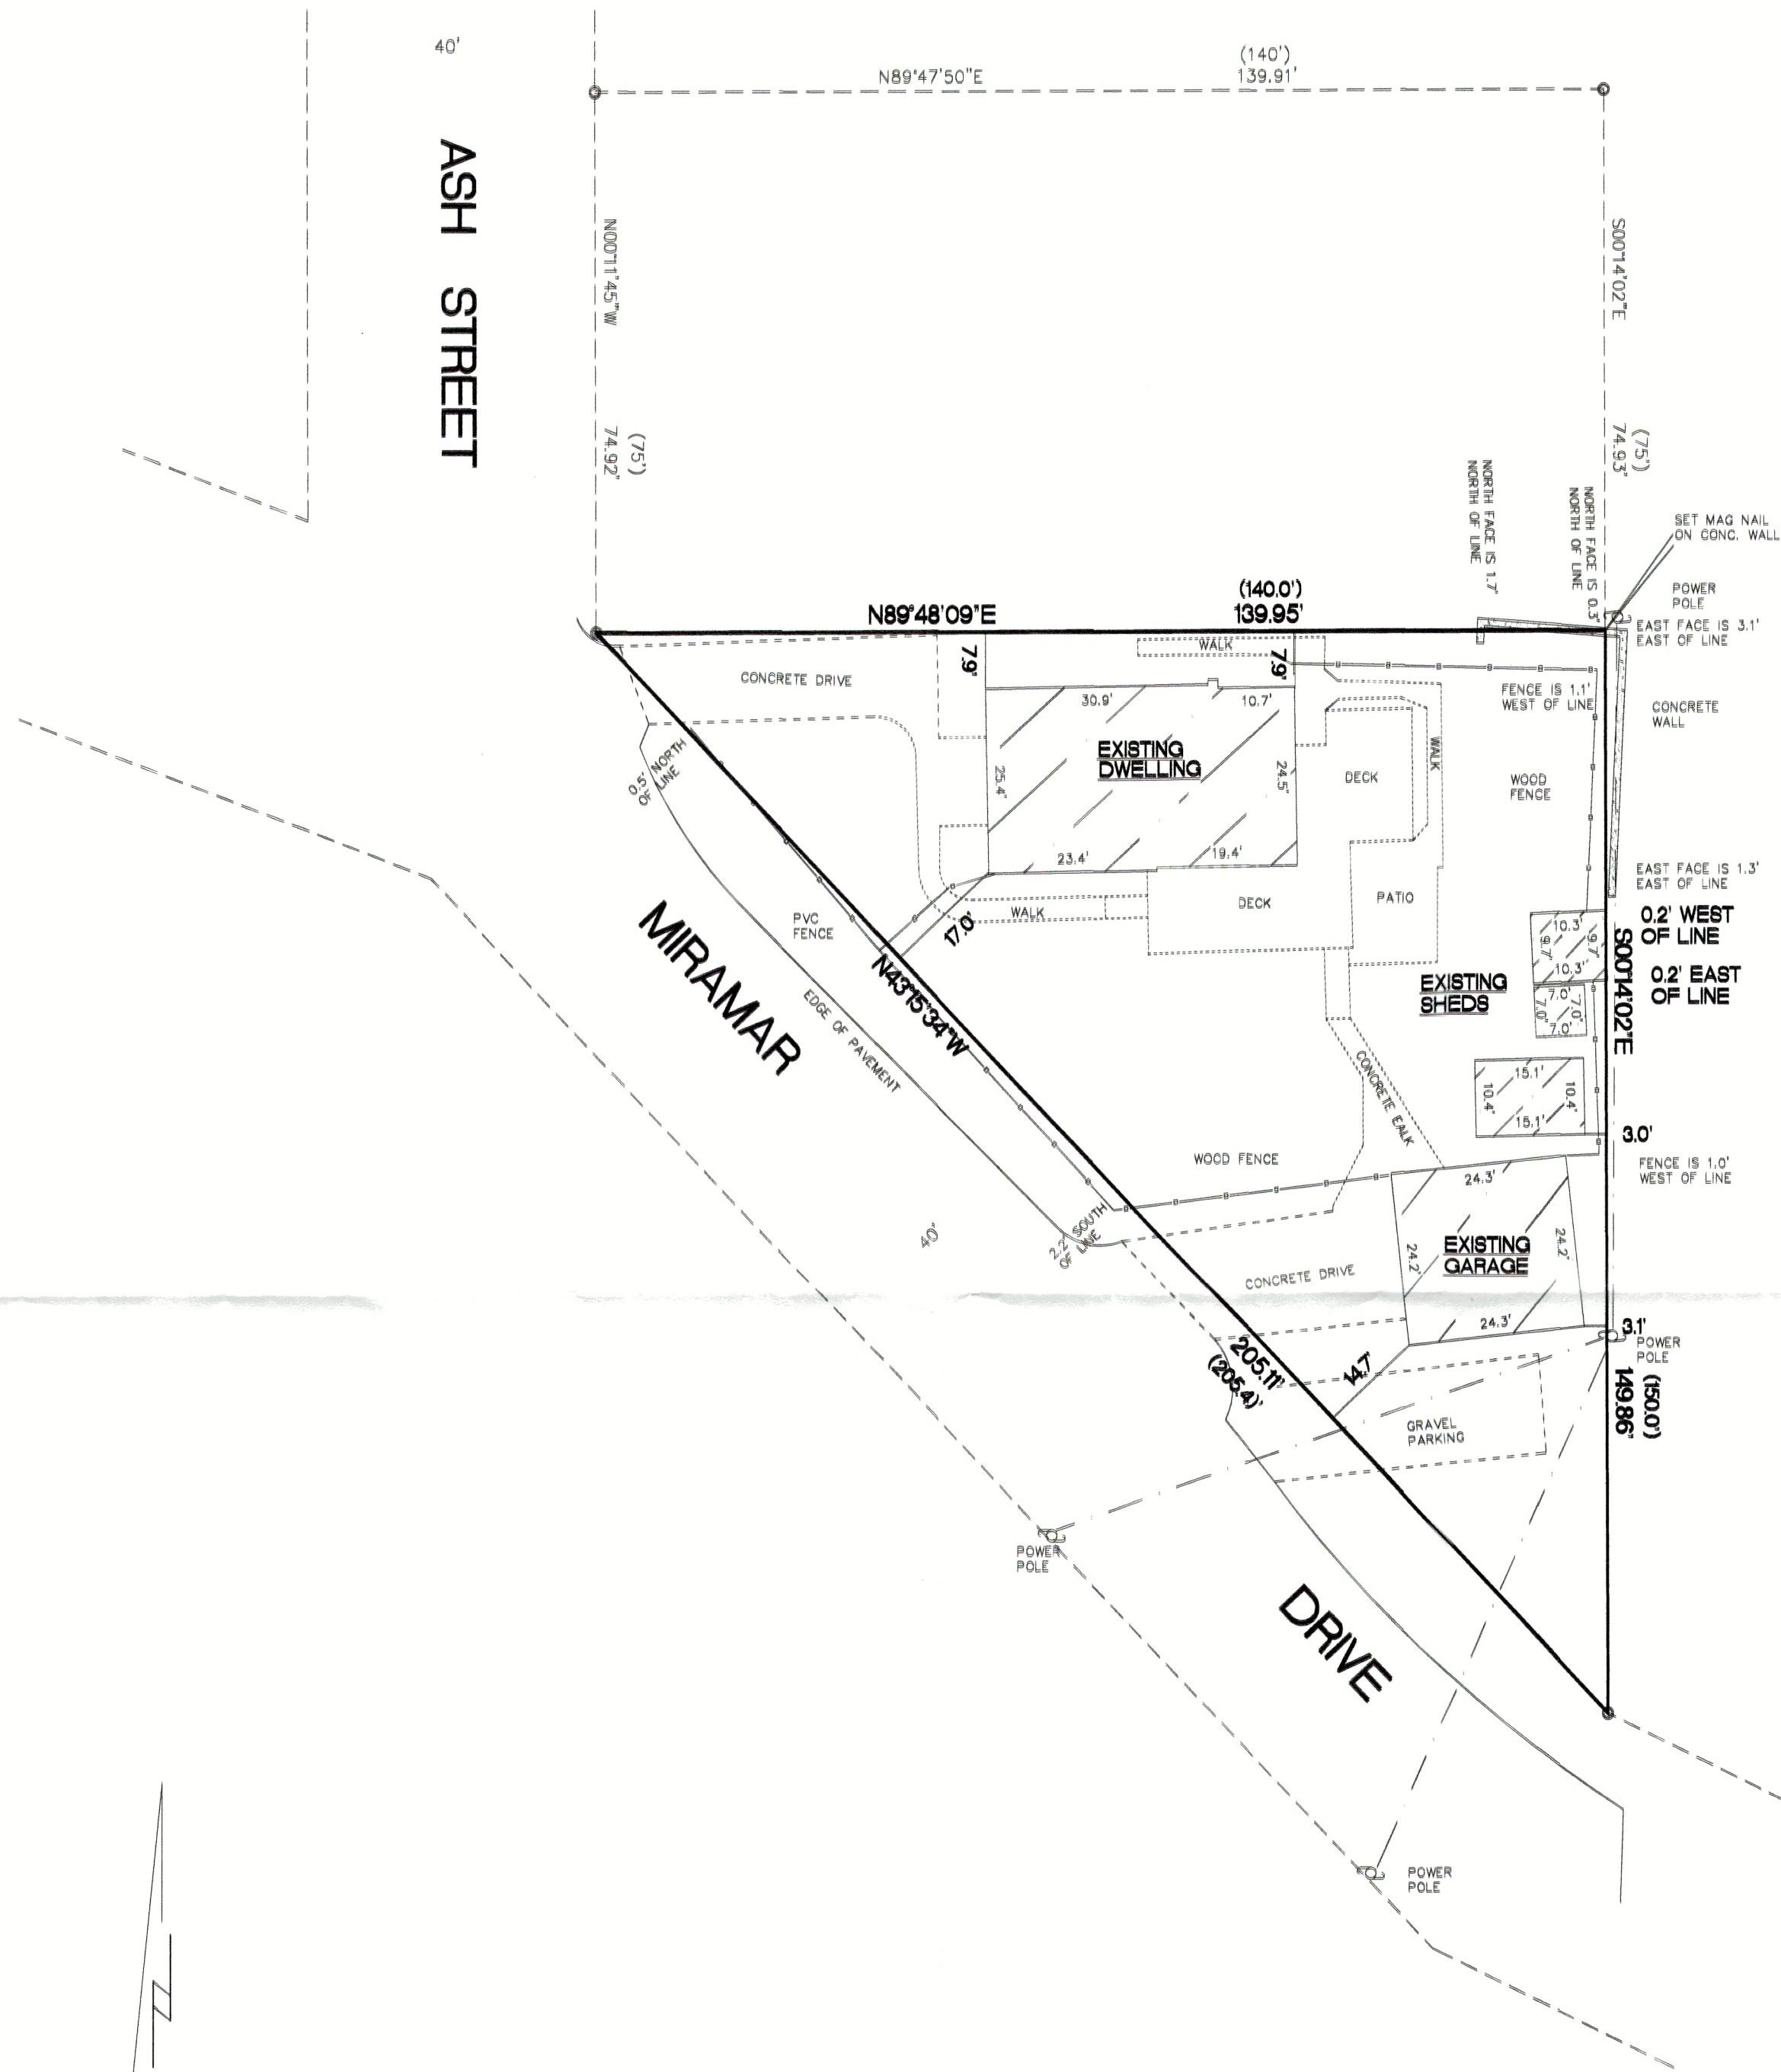 40'
(140')
N89°47'50"E
139.91'
ASH STREET
N00°11'45"W
(75')
74.92'
S00°14'02"E
(75')
74.93'
NORTH FACE IS 1.7'
NORTH OF LINE
NORTH FACE IS 0.3'
NORTH OF LINE
SET MAG NAIL
ON CONC. WALL
POWER
POLE
(140.0')
N89°48'09"E
139.95'
EAST FACE IS 3.1'
EAST OF LINE
WALK
7.9'
7.9'
CONCRETE DRIVE
30.9'
10.7'
FENCE IS 1.1'
WEST OF LINE
CONCRETE
WALL
EXISTING
DWELLING
25.4'
24.5'
DECK
WALK
WOOD
FENCE
0.5' NORTH
OF LINE
23.4'
19.4'
EAST FACE IS 1.3'
EAST OF LINE
PVC
FENCE
WALK
DECK
PATIO
17.0'
10.3'
9.7'
9.7'
10.3'
0.2' WEST
OF LINE
0.2' EAST
OF LINE
S00°14'02"E
MIRAMAR
N43°15'34"W
EDGE OF PAVEMENT
EXISTING
SHEDS
7.0'
7.0'
7.0'
7.0'
CONCRETE EALK
15.1'
10.4'
10.4'
15.1'
3.0'
WOOD FENCE
FENCE IS 1.0'
WEST OF LINE
24.3'
40'
2.2' SOUTH
OF LINE
EXISTING
GARAGE
24.2'
24.2'
CONCRETE DRIVE
24.3'
3.1'
POWER
POLE
205.11'
(205.4)'
14.7'
(150.0')
149.86'
GRAVEL
PARKING
POWER
POLE
DRIVE
POWER
POLE
N